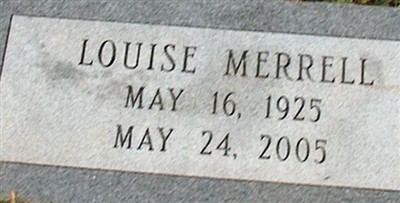 LOUISE MERRELL
MAY 16, 1925
MAY 24, 2005